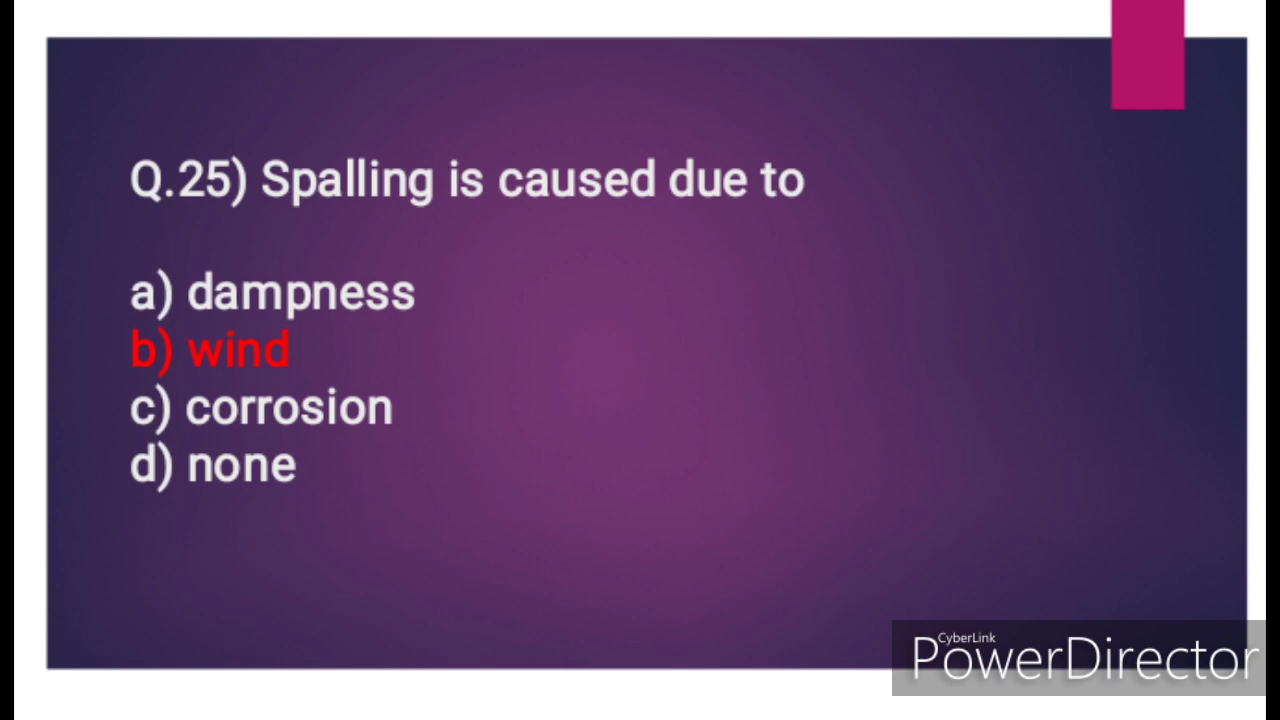 Q.25) Spalling is caused due to
a) dampness
b) wind
c) corrosion
d) none
CyberLink
PowerDirector